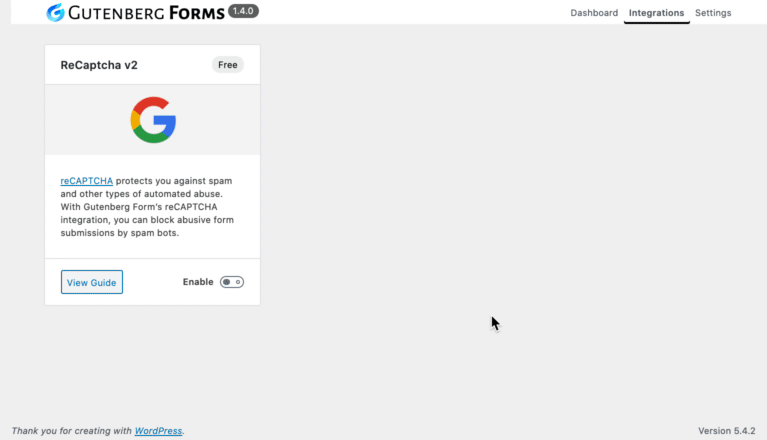 GUTENBERG FORMS 1.4.0
Dashboard Integrations Settings
ReCaptcha v2 Free
reCAPTCHA protects you against spam
and other types of automated abuse.
With Gutenberg Form's reCAPTCHA
integration, you can block abusive form
submissions by spam bots.
View Guide Enable
Thank you for creating with WordPress. Version 5.4.2